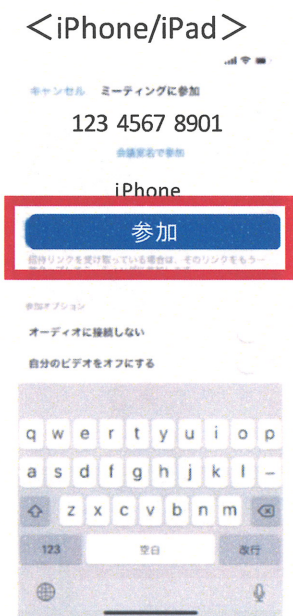 ＜iPhone/iPad＞
キャンセル ミーティングに参加
123 4567 8901
会議室名で参加
iPhone
参加
招待リンクを受け取っている場合は、そのリンクをもう一
参加オプション
オーディオに接続しない
自分のビデオをオフにする
q w e r t y u i o p
a s d f g h j k l –
z x c v b n m
123 空白 改行